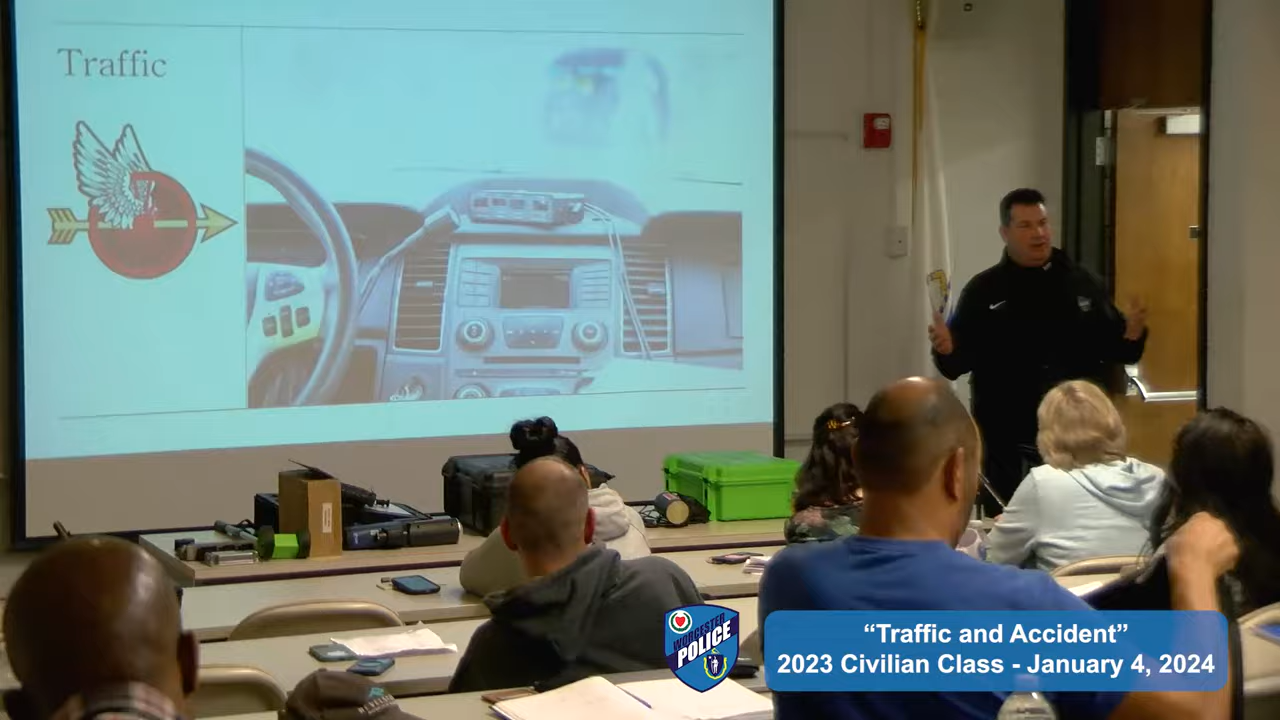 Traffic
WORCESTER
POLICE
“Traffic and Accident”
2023 Civilian Class - January 4, 2024